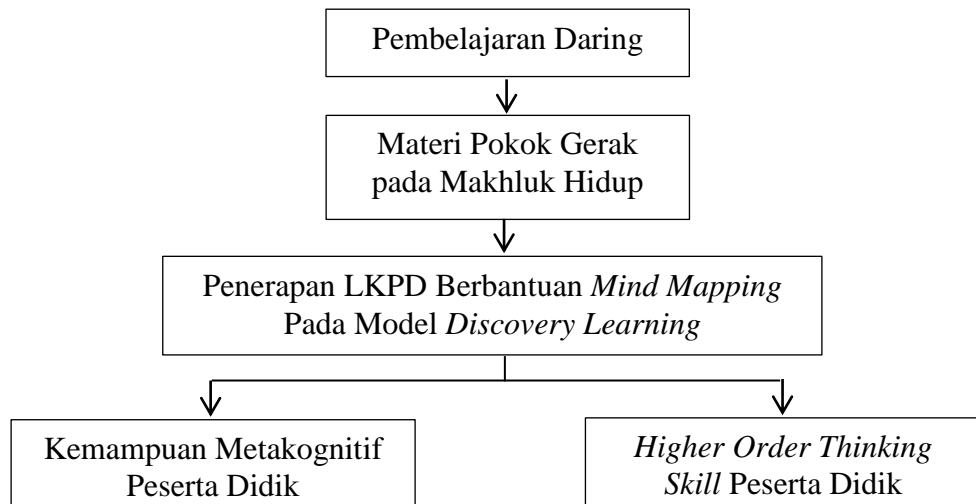 Pembelajaran Daring
Materi Pokok Gerak
pada Makhluk Hidup
Penerapan LKPD Berbantuan Mind Mapping
Pada Model Discovery Learning
Kemampuan Metakognitif
Peserta Didik
Higher Order Thinking
Skill Peserta Didik